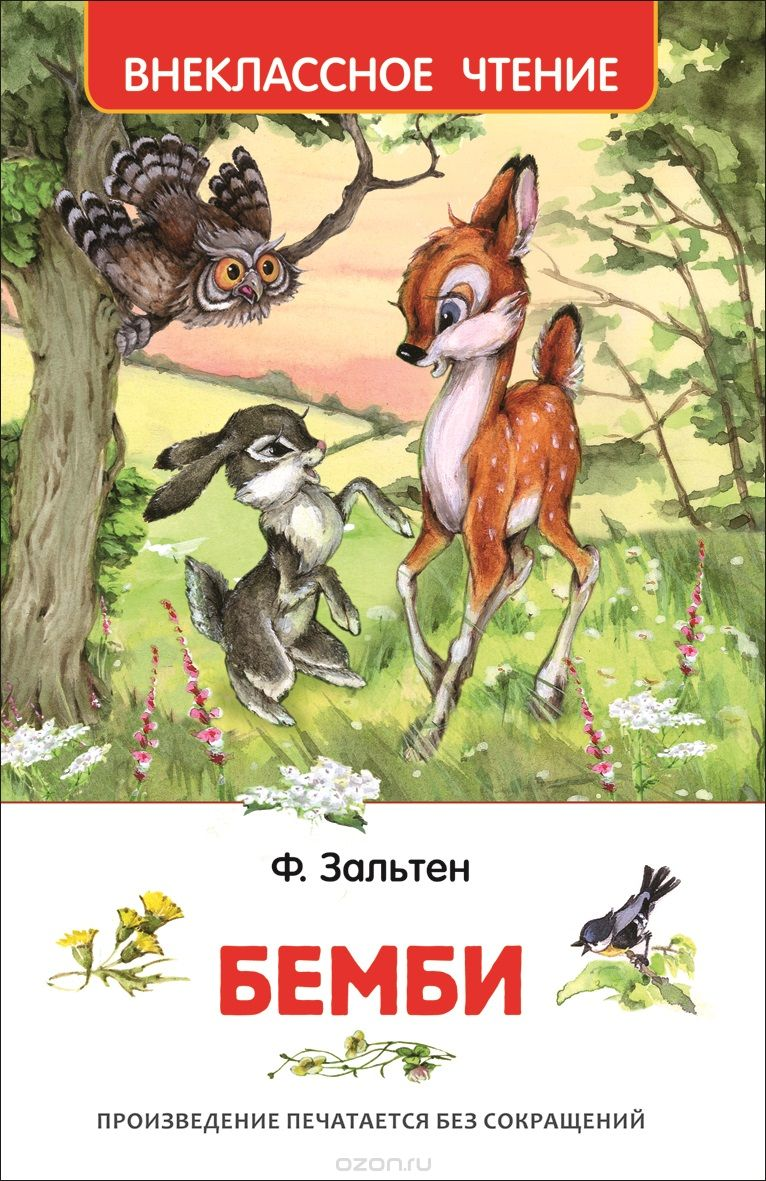 ВНЕКЛАССНОЕ ЧТЕНИЕ
Ф. Зальтен
БЕМБИ
ПРОИЗВЕДЕНИЕ ПЕЧАТАЕТСЯ БЕЗ СОКРАЩЕНИЙ
ozon.ru